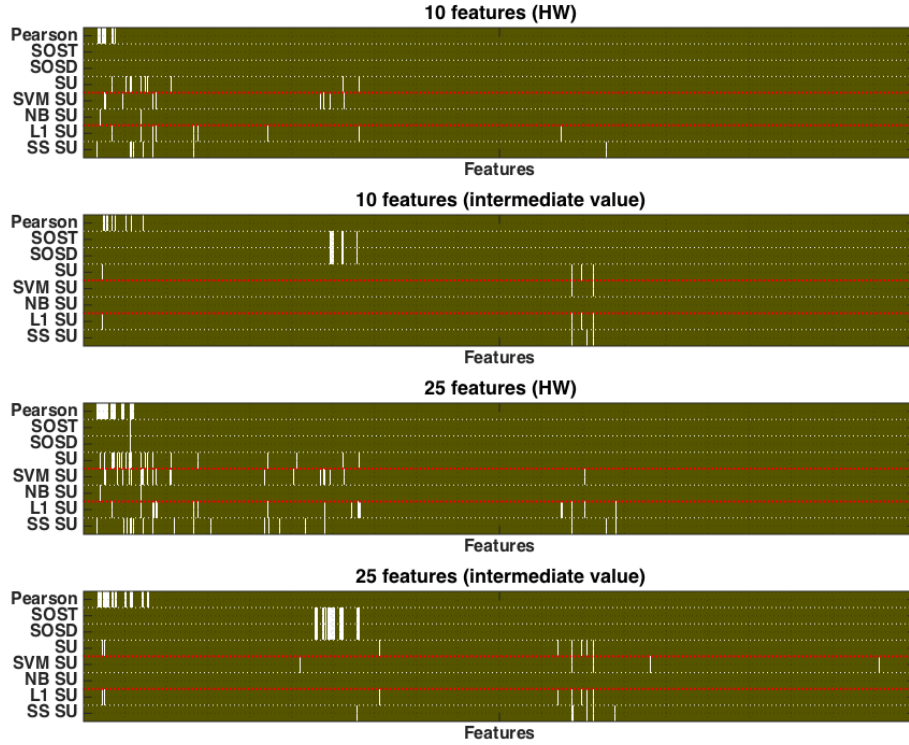 10 features (HW)
Pearson
SOST
SOSD
SU
SVM SU
NB SU
L1 SU
SS SU
Features
10 features (intermediate value)
Pearson
SOST
SOSD
SU
SVM SU
NB SU
L1 SU
SS SU
Features
25 features (HW)
Pearson
SOST
SOSD
SU
SVM SU
NB SU
L1 SU
SS SU
Features
25 features (intermediate value)
Pearson
SOST
SOSD
SU
SVM SU
NB SU
L1 SU
SS SU
Features